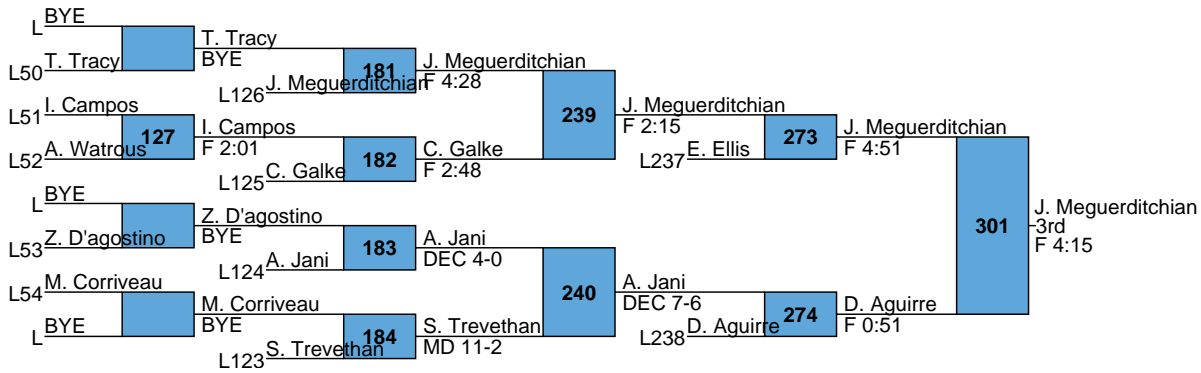 BYE
L
T. Tracy
L50
T. Tracy
BYE
181
J. Meguerditchian
L126
J. Meguerditchian
F 4:28
I. Campos
L51
127
A. Watrous
L52
I. Campos
F 2:01
182
C. Galke
L125
C. Galke
F 2:48
239
J. Meguerditchian
F 2:15
E. Ellis
L237
273
J. Meguerditchian
F 4:51
BYE
L
Z. D'agostino
L53
Z. D'agostino
BYE
183
A. Jani
L124
A. Jani
DEC 4-0
M. Corriveau
L54
BYE
L
M. Corriveau
BYE
184
S. Trevethan
L123
S. Trevethan
MD 11-2
240
A. Jani
DEC 7-6
D. Aguirre
L238
274
D. Aguirre
F 0:51
301
J. Meguerditchian
3rd
F 4:15